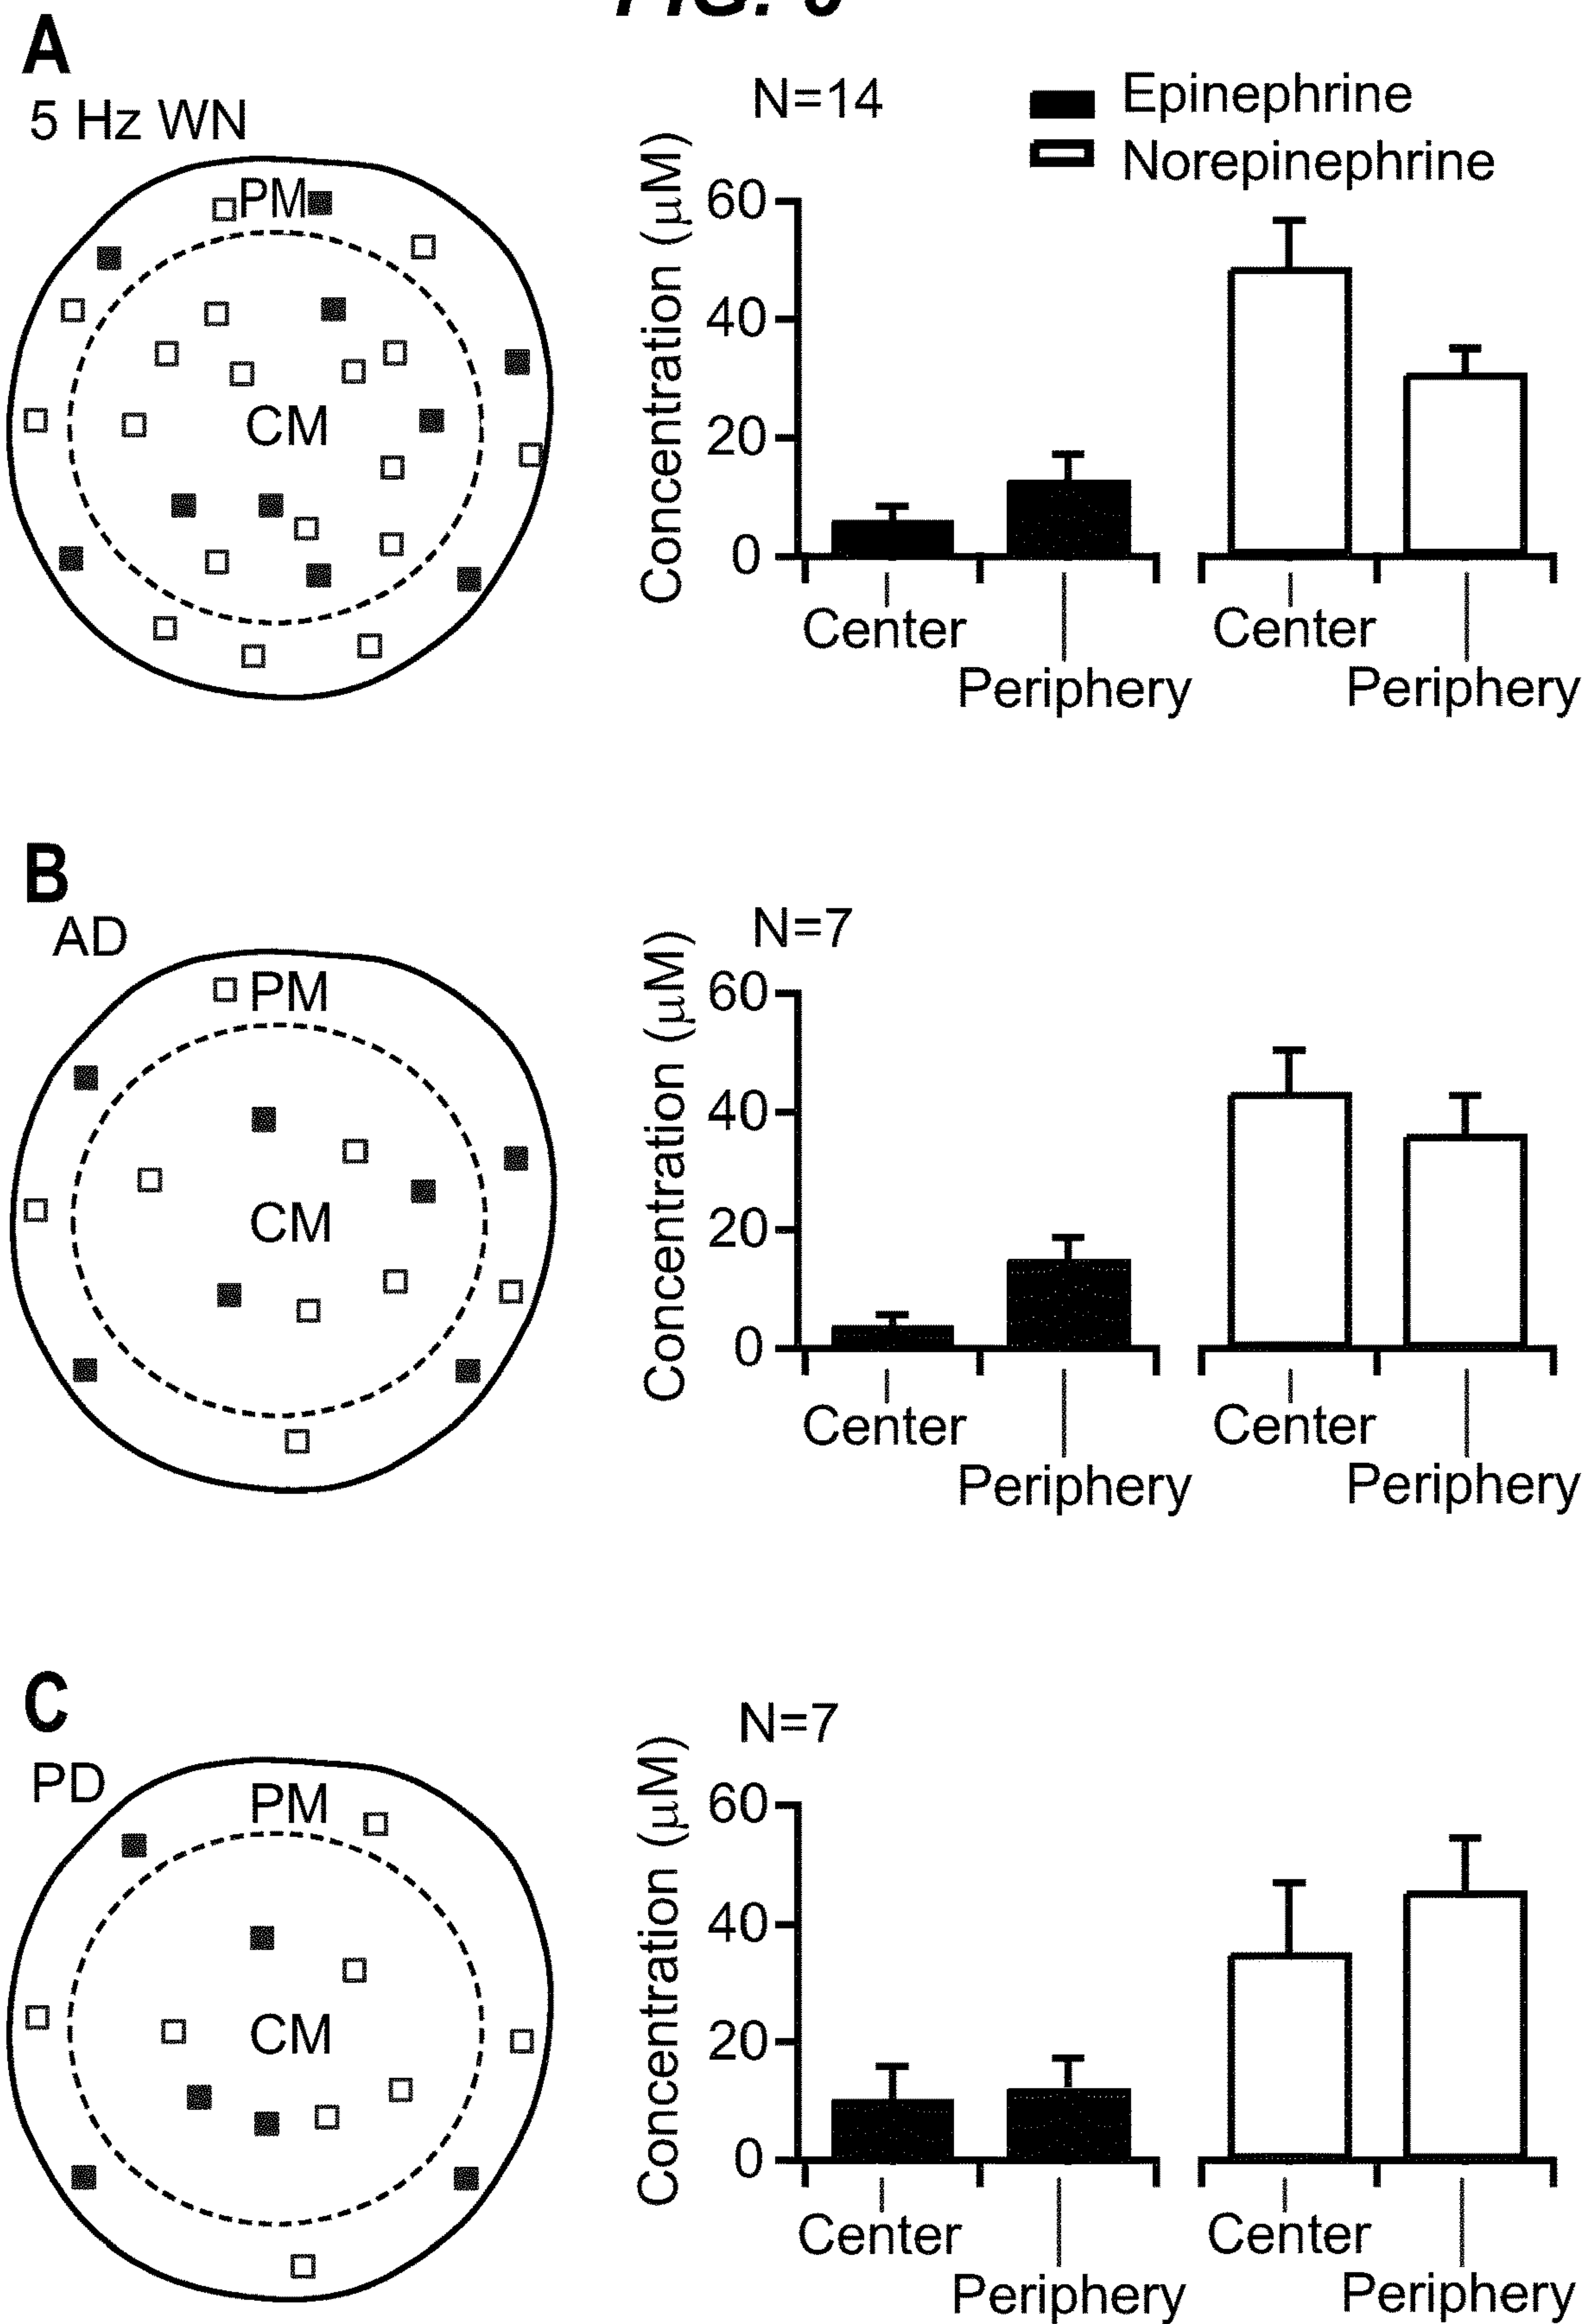 A
5 Hz WN
PM
CM
N=14
Epinephrine
Norepinephrine
Concentration (μM)
60
40
20
0
Center
Periphery
Center
Periphery
B
AD
PM
CM
N=7
Concentration (μM)
60
40
20
0
Center
Periphery
Center
Periphery
C
PD
PM
CM
N=7
Concentration (μM)
60
40
20
0
Center
Periphery
Center
Periphery